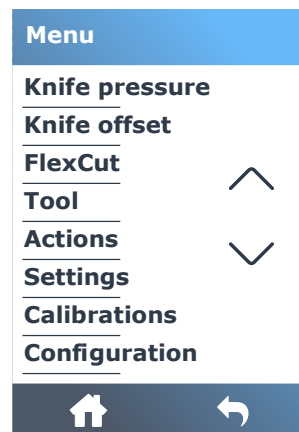 Menu
Knife pressure
Knife offset
FlexCut
Tool
Actions
Settings
Calibrations
Configuration